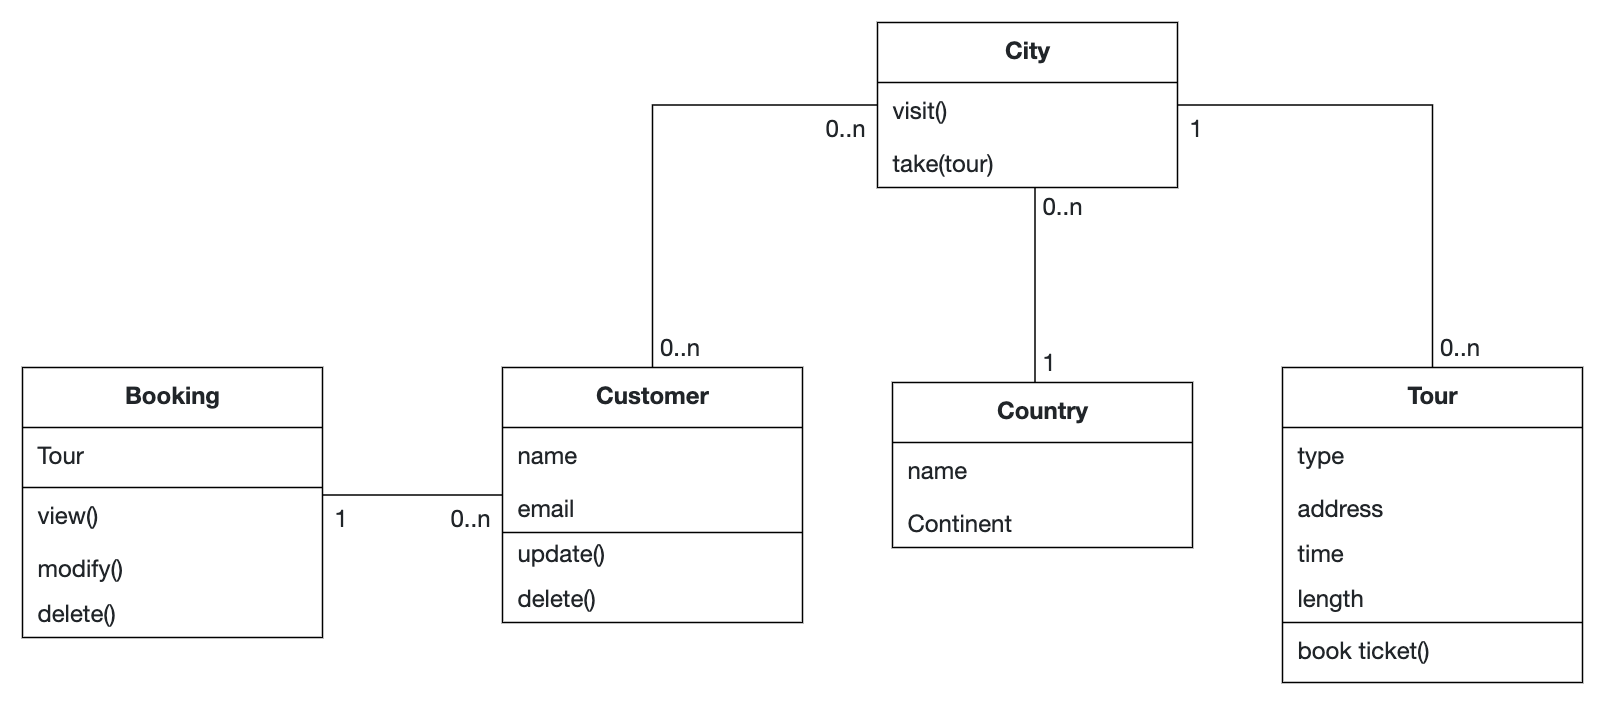 City
visit()
take(tour)
0..n
1
0..n
0..n
1
0..n
Booking
Tour
view()
modify()
delete()
1
0..n
Customer
name
email
update()
delete()
Country
name
Continent
Tour
type
address
time
length
book ticket()